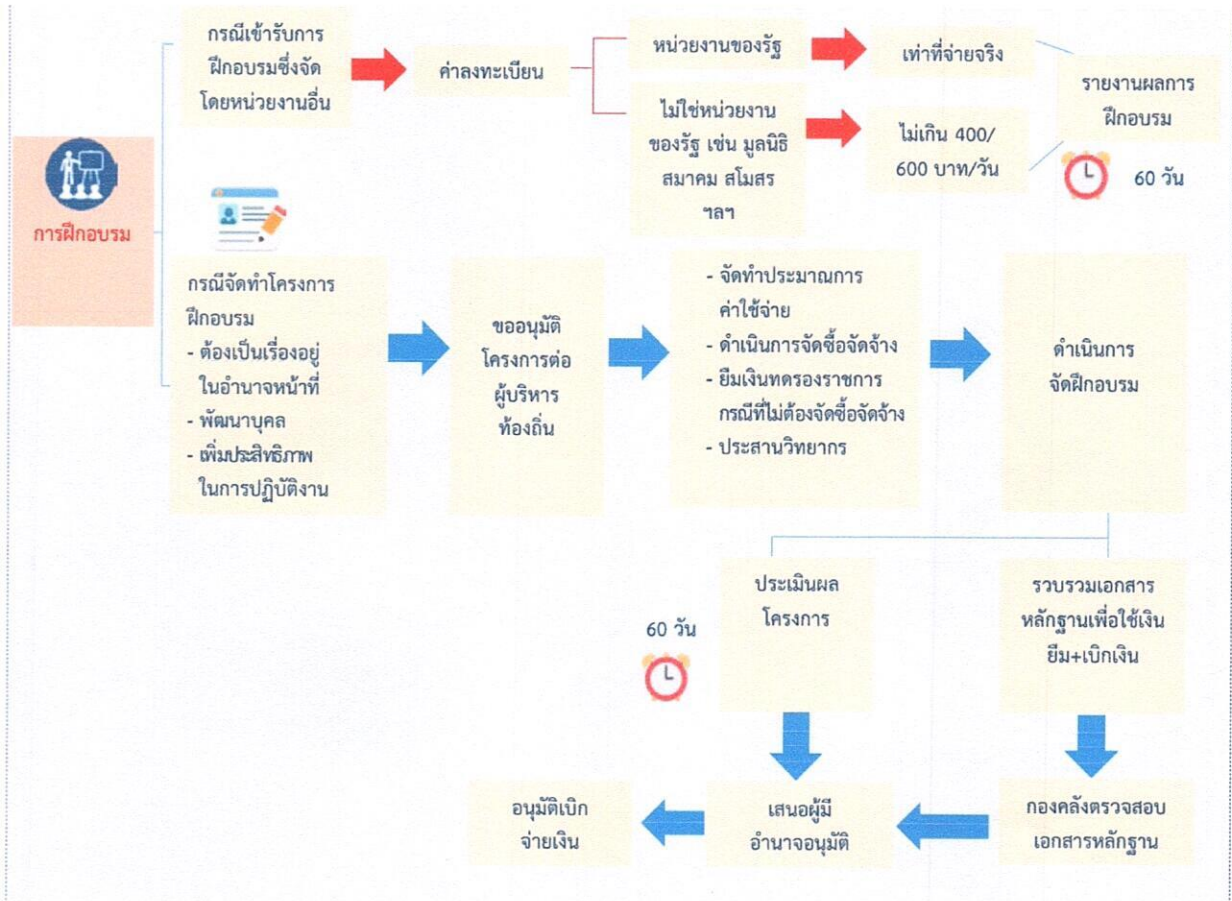 การฝึกอบรม
กรณีเข้ารับการ
ฝึกอบรมซึ่งจัด
โดยหน่วยงานอื่น
ค่าลงทะเบียน
หน่วยงานของรัฐ
เท่าที่จ่ายจริง
ไม่ใช่หน่วยงาน
ของรัฐ เช่น มูลนิธิ
สมาคม สโมสร
ฯลฯ
ไม่เกิน 400/
600 บาท/วัน
รายงานผลการ
ฝึกอบรม
60 วัน
กรณีจัดทำโครงการ
ฝึกอบรม
- ต้องเป็นเรื่องอยู่
ในอำนาจหน้าที่
- พัฒนาบุคล
- เพิ่มประสิทธิภาพ
ในการปฏิบัติงาน
ขออนุมัติ
โครงการต่อ
ผู้บริหาร
ท้องถิ่น
- จัดทำประมาณการ
ค่าใช้จ่าย
- ดำเนินการจัดซื้อจัดจ้าง
- ยืมเงินทดรองราชการ
กรณีที่ไม่ต้องจัดซื้อจัดจ้าง
- ประสานวิทยากร
ดำเนินการ
จัดฝึกอบรม
ประเมินผล
โครงการ
60 วัน
รวบรวมเอกสาร
หลักฐานเพื่อใช้เงิน
ยืม+เบิกเงิน
กองคลังตรวจสอบ
เอกสารหลักฐาน
เสนอผู้มี
อำนาจอนุมัติ
อนุมัติเบิก
จ่ายเงิน